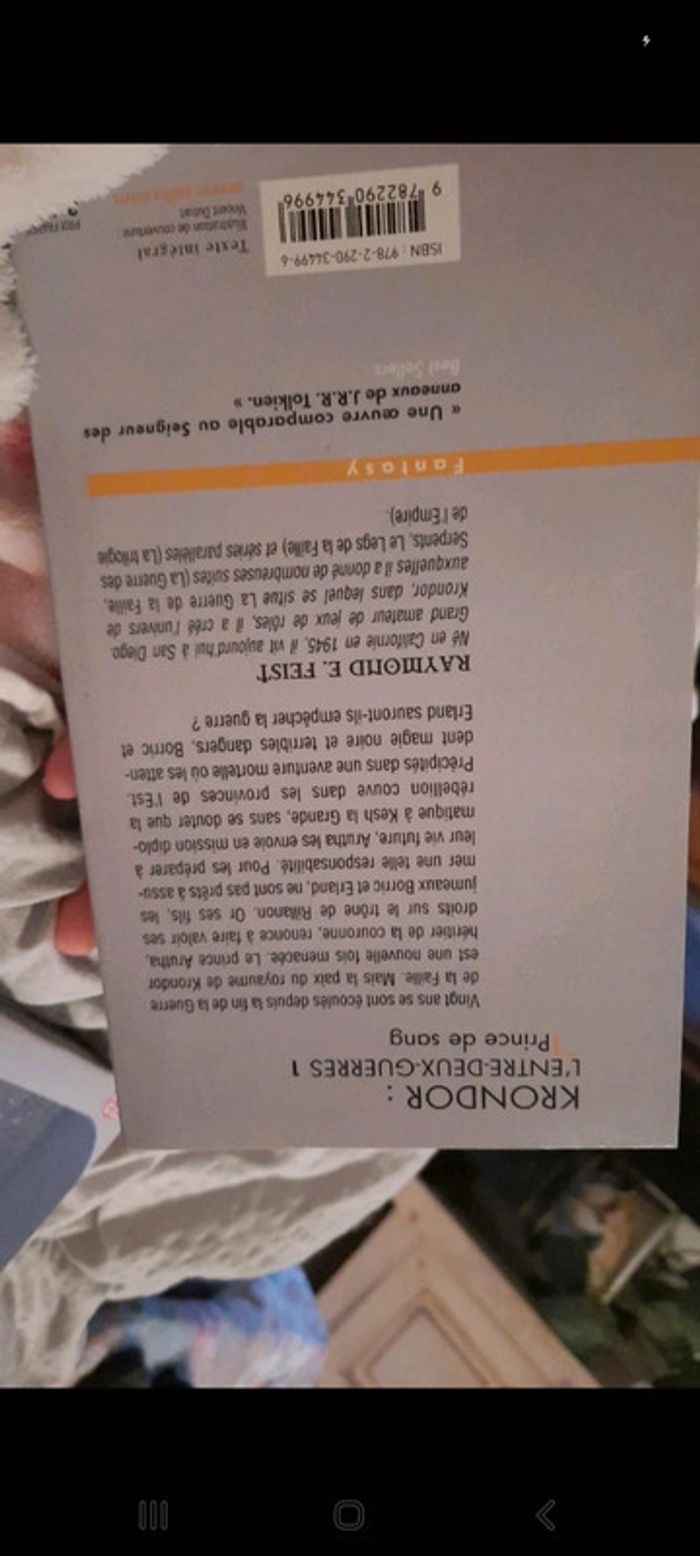 KRONDOR :
L'ENTRE-DEUX-GUERRES 1
Prince de sang
Vingt ans se sont écoulés depuis la fin de la Guerre
de la Faille. Mais la paix du royaume de Krondor
est une nouvelle fois menacée. Le prince Arutha,
héritier de la couronne, renonce à faire valoir ses
droits sur le trône de Rillanon. Or ses fils, les
jumeaux Borric et Erland, ne sont pas prêts à assu-
mer une telle responsabilité. Pour les préparer à
leur vie future, Arutha les envoie en mission diplo-
matique à Kesh la Grande, sans se douter que la
rébellion couve dans les provinces de l'Est.
Précipités dans une aventure mortelle où les atten-
dent magie noire et terribles dangers, Borric et
Erland sauront-ils empêcher la guerre ?
RAYMOND E. FEIST
Né en Californie en 1945, il vit aujourd'hui à San Diego.
Grand amateur de jeux de rôles, il a créé l'univers de
Krondor, dans lequel se situe La Guerre de la Faille,
auxquelles il a donné de nombreuses suites (La Guerre des
Serpents, Le Legs de la Faille) et séries parallèles (La trilogie
de l'Empire).
Fantasy
« Une œuvre comparable au Seigneur des
anneaux de J.R.R. Tolkien. »
Best Sellers
ISBN : 978-2-290-34499-6
9 782290 344996
Texte intégral
Illustration de couverture :
Vincent Dutrait